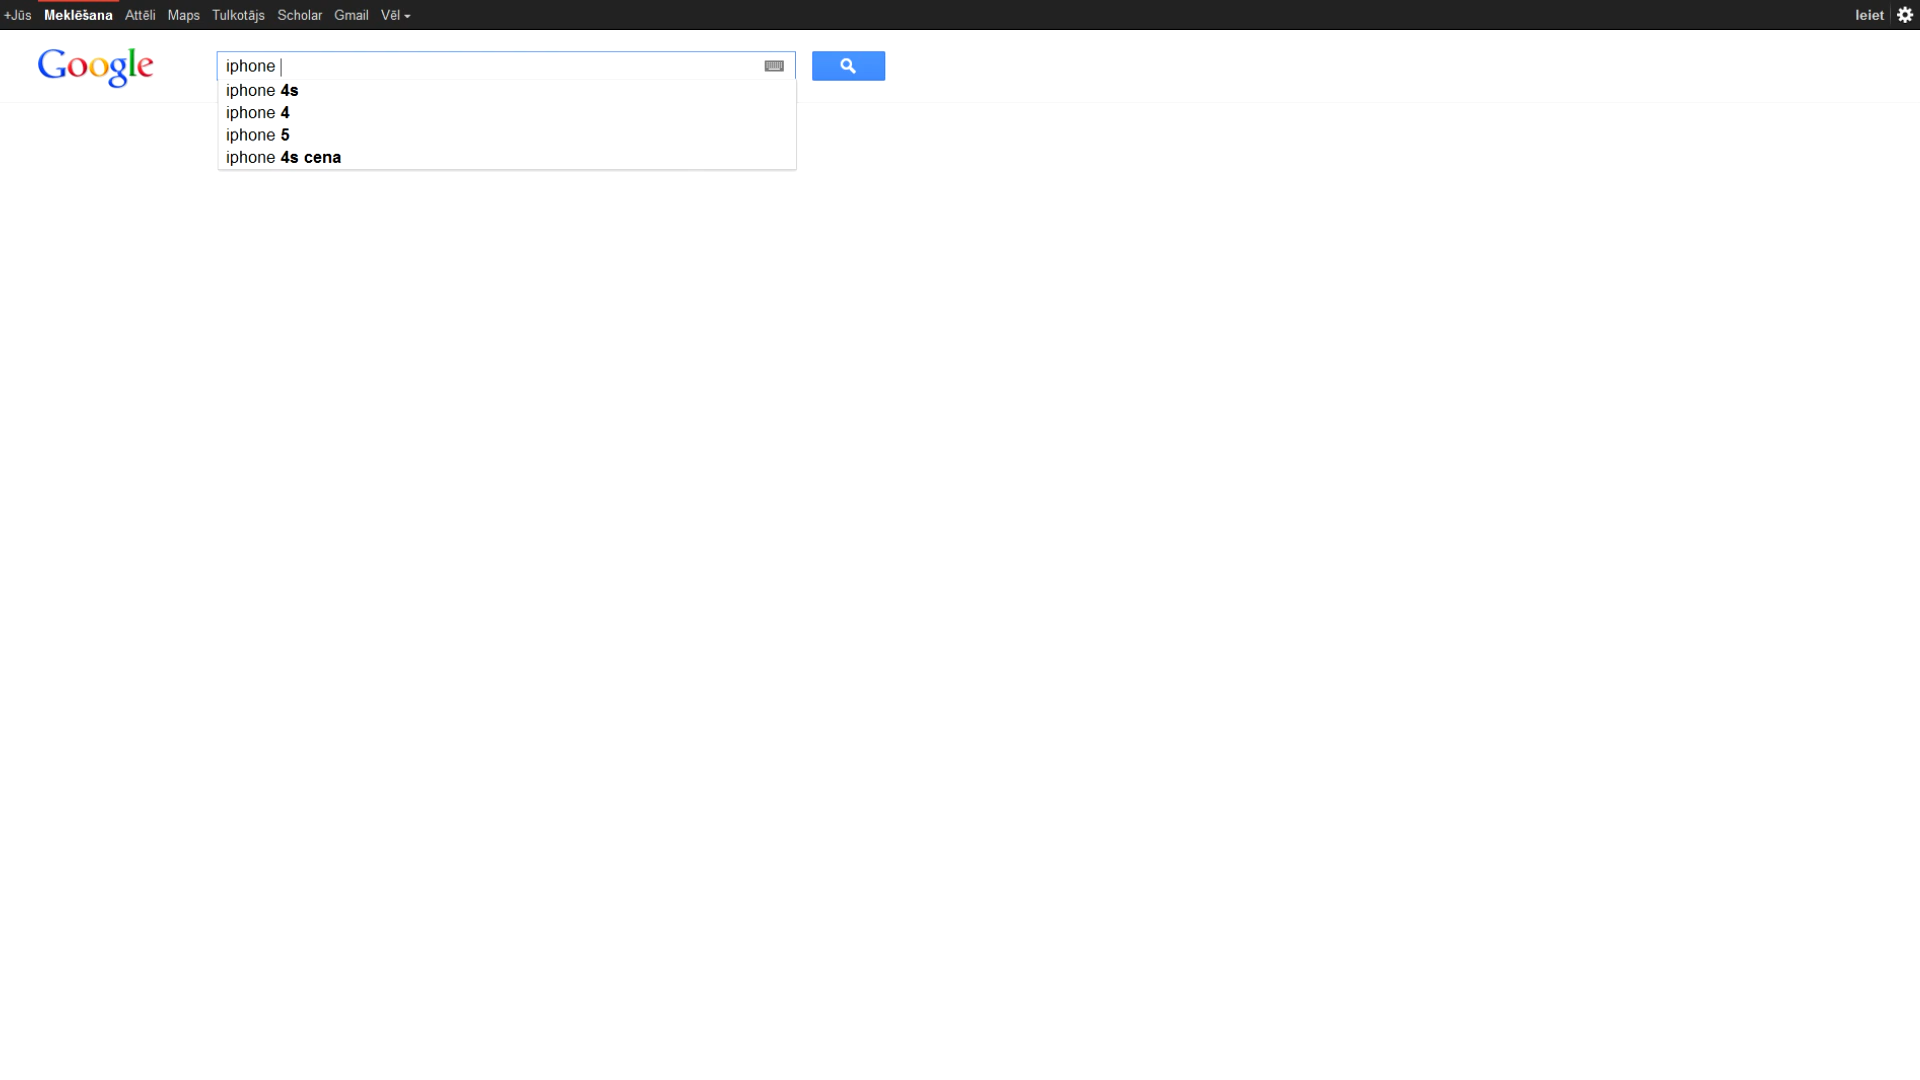 +Jūs Meklēšana Attēli Maps Tulkotājs Scholar Gmail Vēl Ieiet
Google iphone
iphone 4s
iphone 4
iphone 5
iphone 4s cena